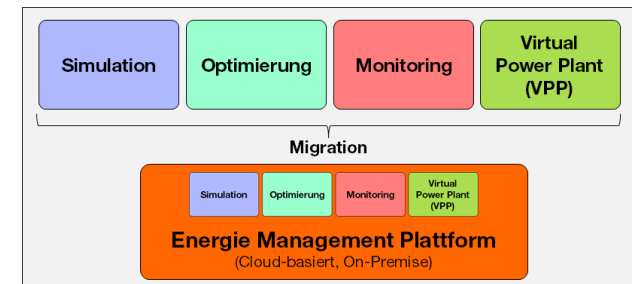 Simulation
Optimierung
Monitoring
Virtual
Power Plant
(VPP)
Migration
Simulation
Optimierung
Monitoring
Virtual
Power Plant
(VPP)
Energie Management Plattform
(Cloud-basiert, On-Premise)